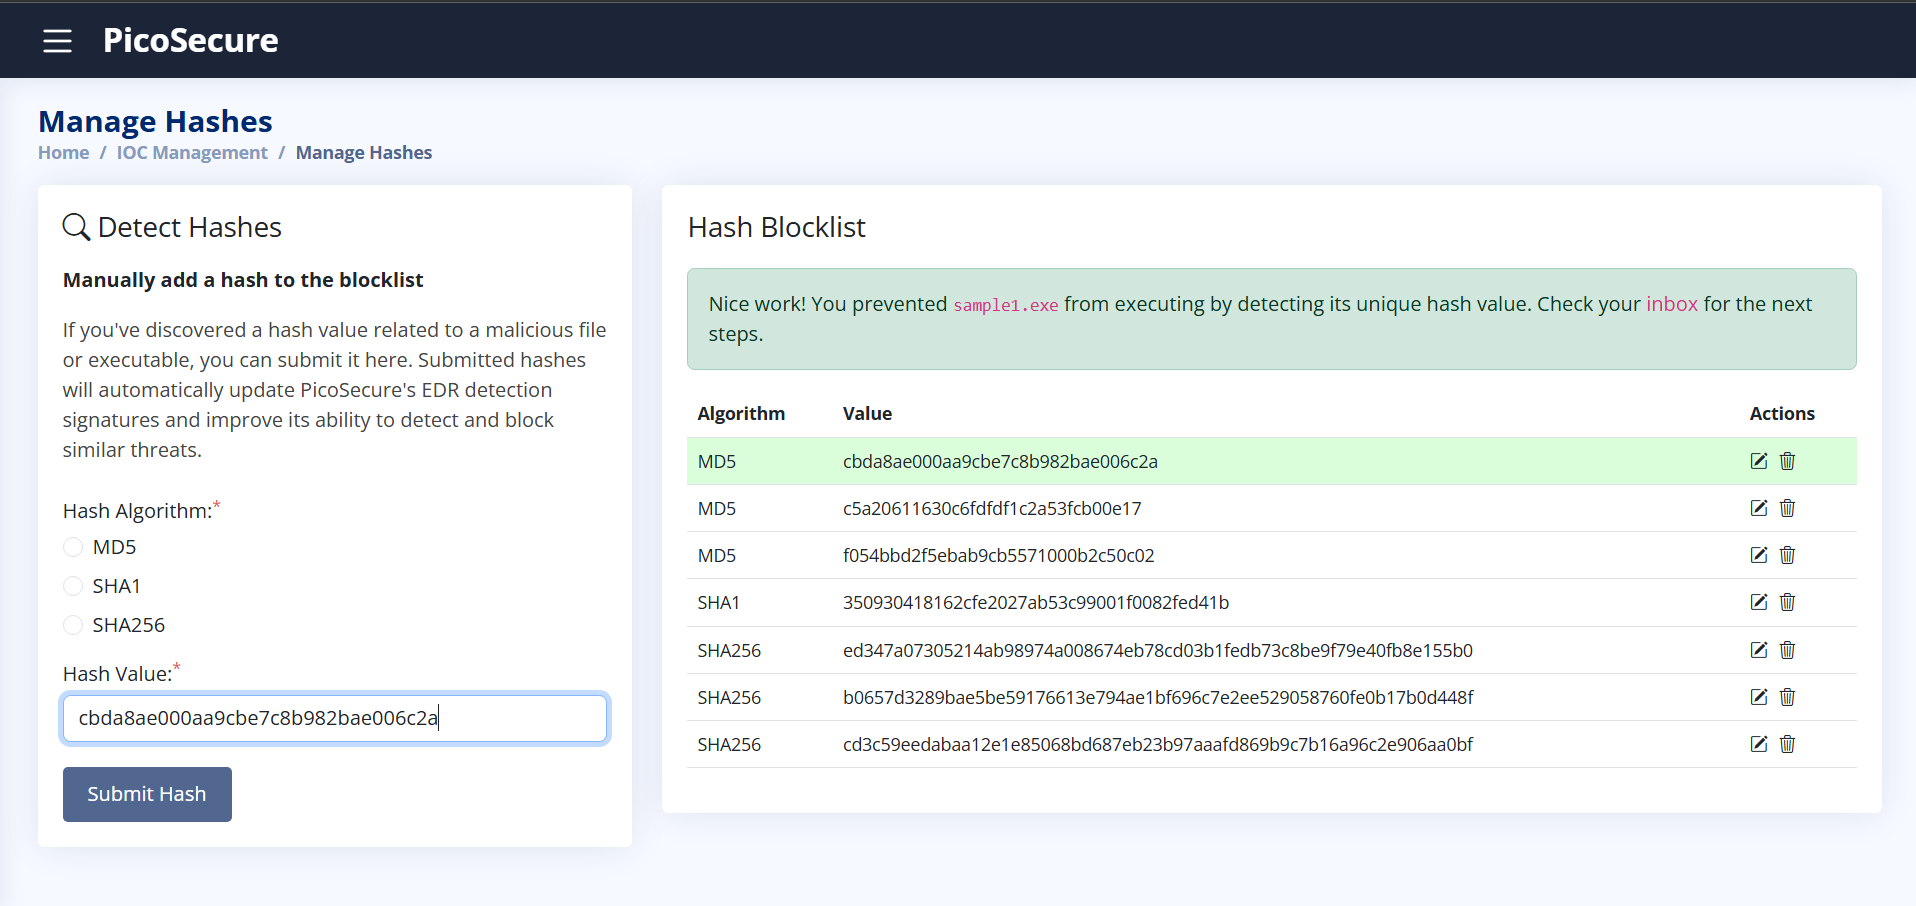 PicoSecure
Manage Hashes
Home / IOC Management / Manage Hashes
Detect Hashes
Manually add a hash to the blocklist
If you've discovered a hash value related to a malicious file
or executable, you can submit it here. Submitted hashes
will automatically update PicoSecure's EDR detection
signatures and improve its ability to detect and block
similar threats.
Hash Algorithm:*
MD5
SHA1
SHA256
Hash Value:*
cbda8ae000aa9cbe7c8b982bae006c2a
Submit Hash
Hash Blocklist
Nice work! You prevented sample1.exe from executing by detecting its unique hash value. Check your inbox for the next
steps.
Algorithm Value Actions
MD5 cbda8ae000aa9cbe7c8b982bae006c2a
MD5 c5a20611630c6fdfdf1c2a53fcb00e17
MD5 f054bbd2f5ebab9cb5571000b2c50c02
SHA1 350930418162cfe2027ab53c99001f0082fed41b
SHA256 ed347a07305214ab98974a008674eb78cd03b1fedb73c8be9f79e40fb8e155b0
SHA256 b0657d3289bae5be59176613e794ae1bf696c7e2ee529058760fe0b17b0d448f
SHA256 cd3c59eedabaa12e1e85068bd687eb23b97aaafd869b9c7b16a96c2e906aa0bf